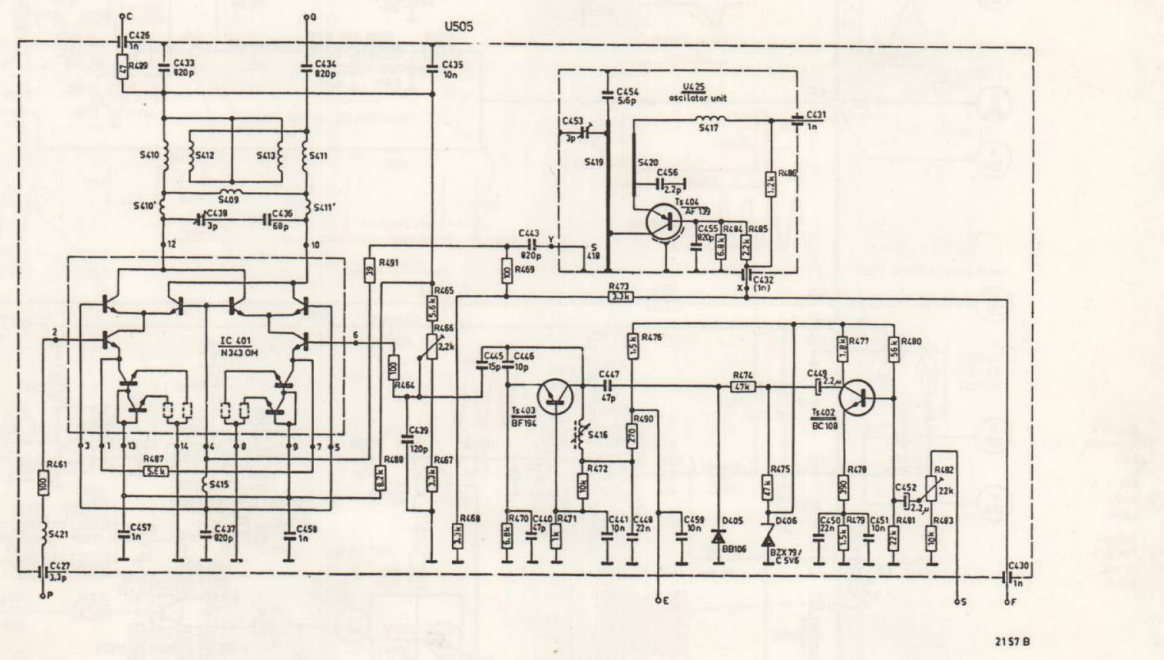 C
Q
U505
C426
1n
R489
47
C433
820p
C434
820p
C435
10n
C454
5,6p
U425
oscilator unit
C453
3p
S417
C431
1n
S410
S412
S413
S411
S419
S420
C456
2.2p
R486
1.2k
S409
S410'
S411'
C438
3p
C436
68p
Ts404
AF 139
C455
820p
R484
6.8k
R485
2.2k
12
10
C443
820p
Y
S
418
R491
39
R469
100
C432
(1n)
X
R473
3.3k
R465
5.6k
R466
2,2k
2
IC 401
N343 0M
6
R464
100
C445
15p
C446
10p
Ts403
BF194
C447
47p
R476
1.5k
R474
47k
C449
2.2µ
R477
1.8k
R480
56k
Ts402
BC108
R490
270
S416
C439
120p
3
1
13
14
4
8
9
7
5
R461
100
R487
5.6k
S415
R488
8.2k
R467
3.3k
R472
10k
R475
47k
R478
390
C452
2.2µ
R482
22k
S421
C457
1n
C437
820p
C458
1n
R468
3.3k
R470
6.8k
C440
47p
R471
1k
C441
10n
C448
22n
C459
10n
D405
BB106
D406
BZX79/
C 5V6
C450
22n
R479
1.5k
C451
10n
R481
22k
R483
10k
C427
3,3p
C430
1n
P
E
S
F
2157 B